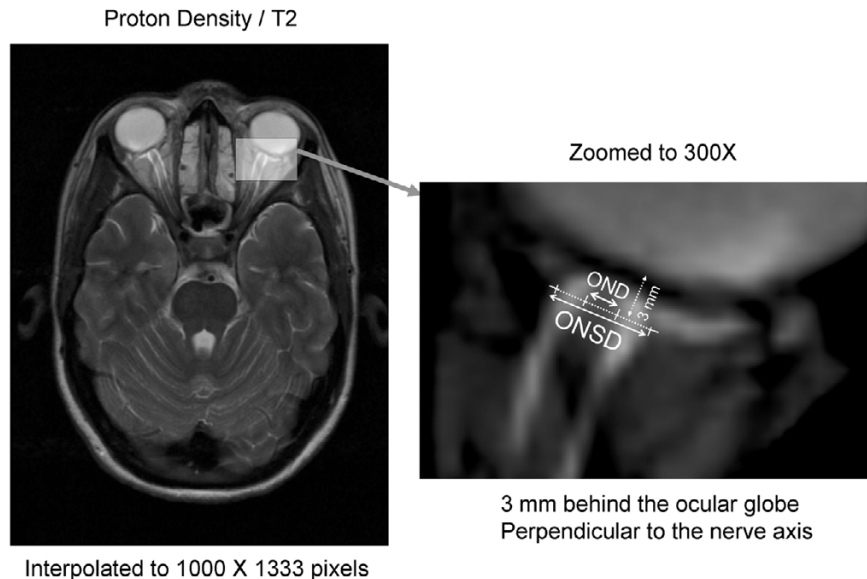 Proton Density / T2
Zoomed to 300X
OND
3 mm
ONSD
3 mm behind the ocular globe
Perpendicular to the nerve axis
Interpolated to 1000 X 1333 pixels